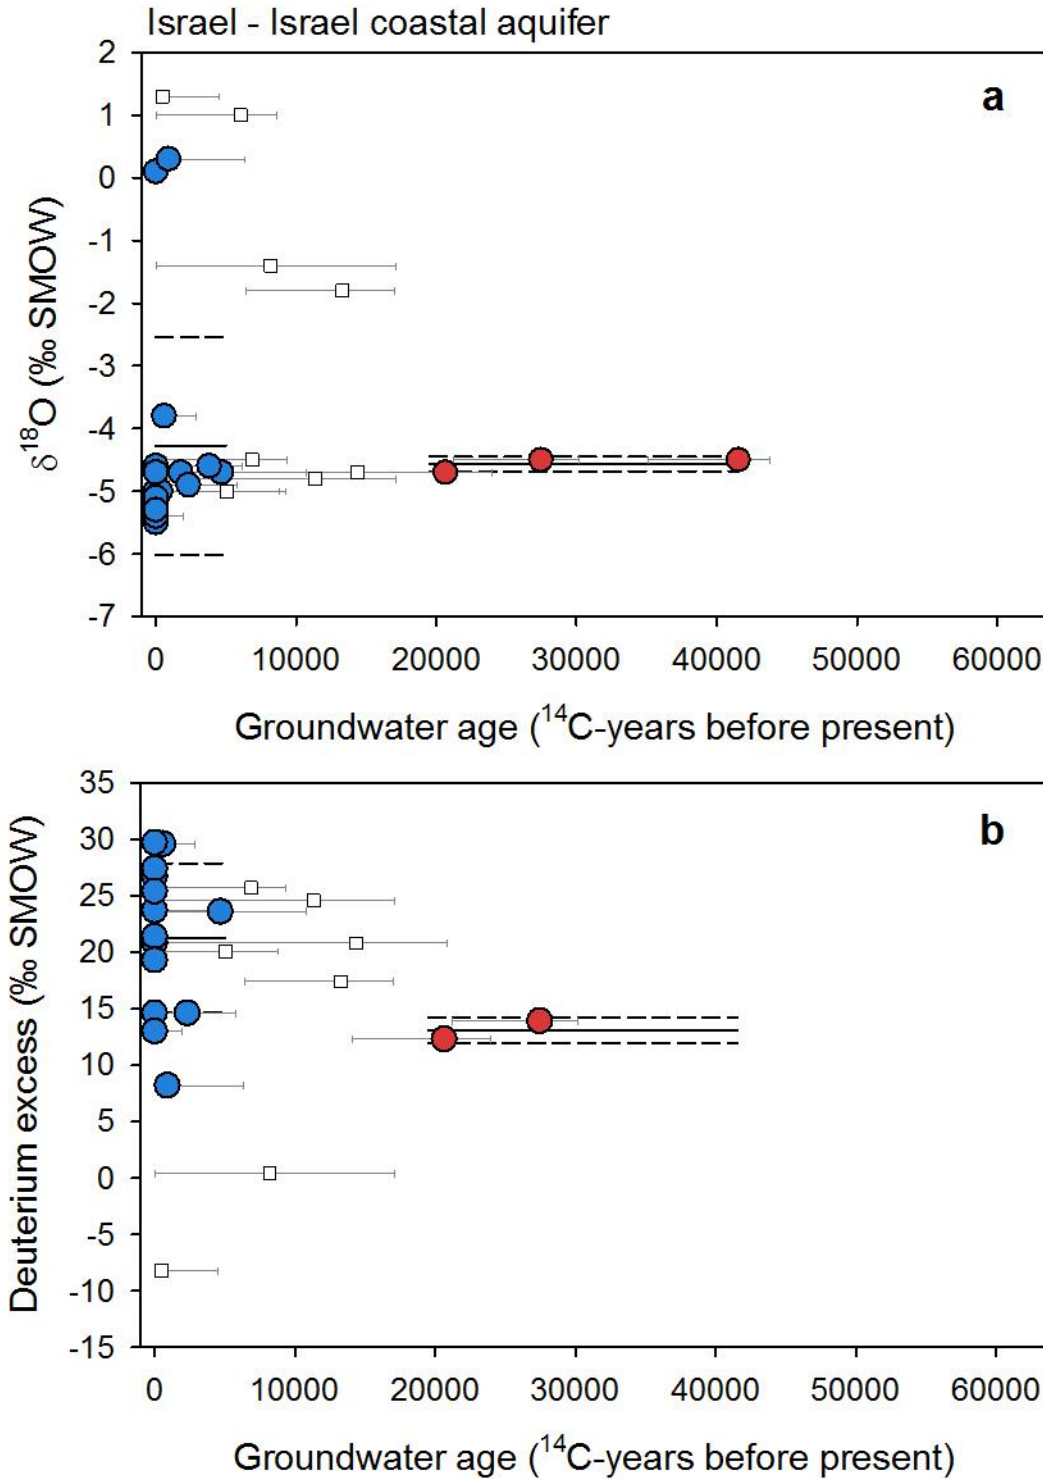 Israel - Israel coastal aquifer
a
2
1
0
-1
-2
-3
-4
-5
-6
-7
δ¹⁸O (‰ SMOW)
0 10000 20000 30000 40000 50000 60000
Groundwater age (¹⁴C-years before present)
b
35
30
25
20
15
10
5
0
-5
-10
-15
Deuterium excess (‰ SMOW)
0 10000 20000 30000 40000 50000 60000
Groundwater age (¹⁴C-years before present)